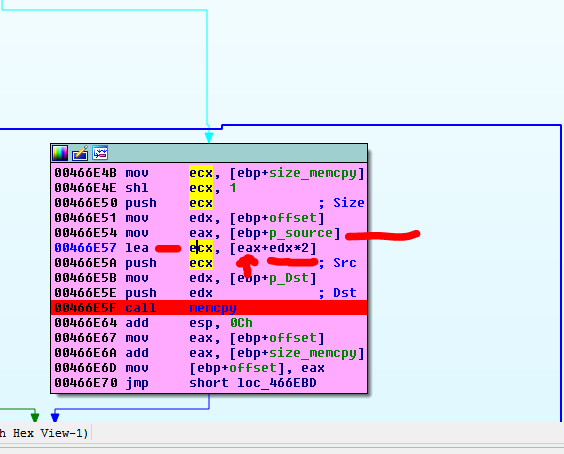 00466E4B mov ecx, [ebp+size_memcpy]
00466E4E shl ecx, 1
00466E50 push ecx ; Size
00466E51 mov edx, [ebp+offset]
00466E54 mov eax, [ebp+p_source]
00466E57 lea ecx, [eax+edx*2]
00466E5A push ecx ; Src
00466E5B mov edx, [ebp+p_Dst]
00466E5E push edx ; Dst
00466E5F call memcpy
00466E64 add esp, 0Ch
00466E67 mov eax, [ebp+offset]
00466E6A add eax, [ebp+size_memcpy]
00466E6D mov [ebp+offset], eax
00466E70 jmp short loc_466EBD
h Hex View-1)